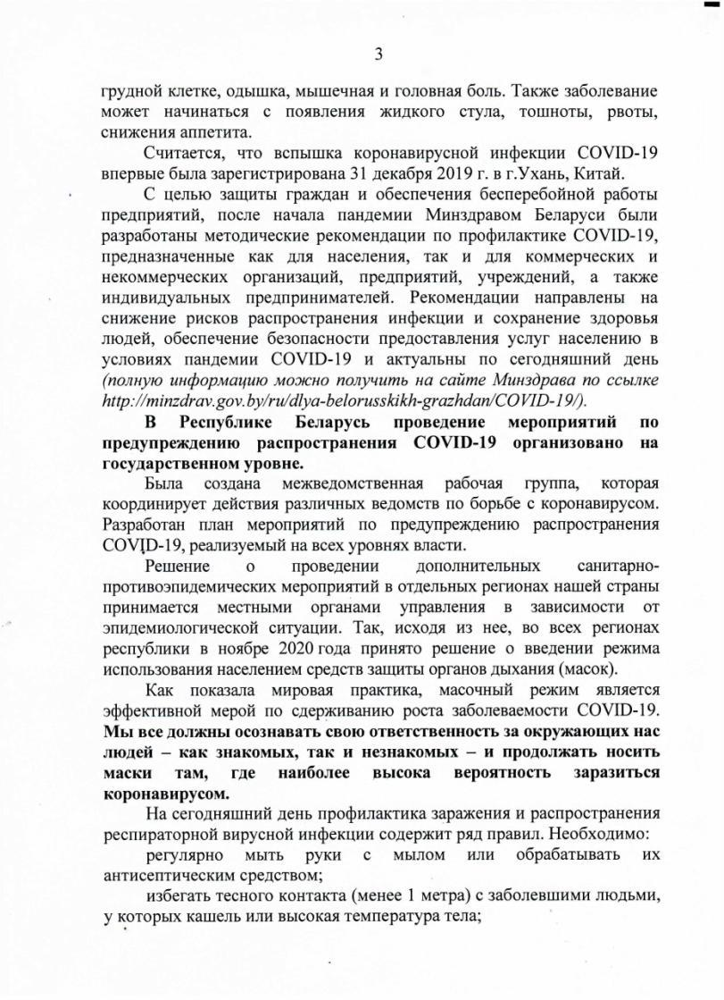 3
грудной клетке, одышка, мышечная и головная боль. Также заболевание
может начинаться с появления жидкого стула, тошноты, рвоты,
снижения аппетита.
Считается, что вспышка коронавирусной инфекции COVID-19
впервые была зарегистрирована 31 декабря 2019 г. в г.Ухань, Китай.
С целью защиты граждан и обеспечения бесперебойной работы
предприятий, после начала пандемии Минздравом Беларуси были
разработаны методические рекомендации по профилактике COVID-19,
предназначенные как для населения, так и для коммерческих и
некоммерческих организаций, предприятий, учреждений, а также
индивидуальных предпринимателей. Рекомендации направлены на
снижение рисков распространения инфекции и сохранение здоровья
людей, обеспечение безопасности предоставления услуг населению в
условиях пандемии COVID-19 и актуальны по сегодняшний день
(полную информацию можно получить на сайте Минздрава по ссылке
http://minzdrav.gov.by/ru/dlya-belorusskikh-grazhdan/COVID-19/).
В Республике Беларусь проведение мероприятий по
предупреждению распространения COVID-19 организовано на
государственном уровне.
Была создана межведомственная рабочая группа, которая
координирует действия различных ведомств по борьбе с коронавирусом.
Разработан план мероприятий по предупреждению распространения
COVID-19, реализуемый на всех уровнях власти.
Решение о проведении дополнительных санитарно-
противоэпидемических мероприятий в отдельных регионах нашей страны
принимается местными органами управления в зависимости от
эпидемиологической ситуации. Так, исходя из нее, во всех регионах
республики в ноябре 2020 года принято решение о введении режима
использования населением средств защиты органов дыхания (масок).
Как показала мировая практика, масочный режим является
эффективной мерой по сдерживанию роста заболеваемости COVID-19.
Мы все должны осознавать свою ответственность за окружающих нас
людей – как знакомых, так и незнакомых – и продолжать носить
маски там, где наиболее высока вероятность заразиться
коронавирусом.
На сегодняшний день профилактика заражения и распространения
респираторной вирусной инфекции содержит ряд правил. Необходимо:
регулярно мыть руки с мылом или обрабатывать их
антисептическим средством;
избегать тесного контакта (менее 1 метра) с заболевшими людьми,
у которых кашель или высокая температура тела;